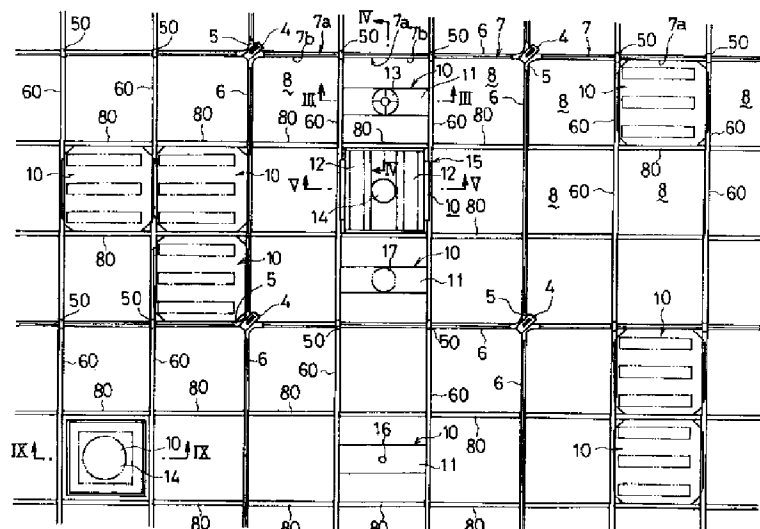 50 50 5 4 7b 7a 50 IV 7a 7b 50 6 7 5 4 7 50 7a 50
60 60 6 8 III 13 10 11 III 8 6 8 10 8
60 60 60
80 80 80 80 80 80 80
12 IV 12 15
10 10 V V 10 8 8 60
14 80
80 80
10 17 10
5 11 5 4 10
50 50 4 50 50
60 60 6 60 6 6
80 80 80 60 80
16 10
IX 10 IX 11 10
14
80 80 80 80 80